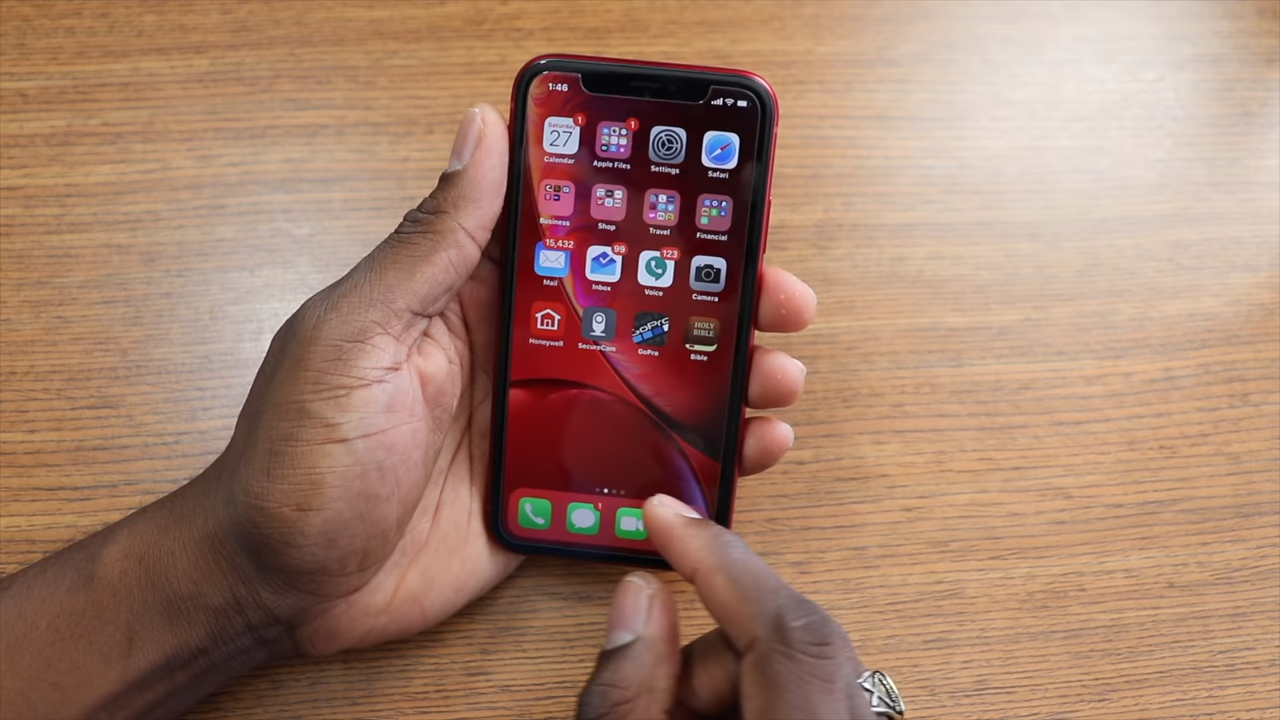 1:46
Saturday 1 1
27
Calendar Apple Files Settings Safari
Business Shop Travel Financial
15,432 99 123
Mail Inbox Voice Camera
GoPro HOLY
BIBLE
Honeywell SecureCam GoPro Bible
1